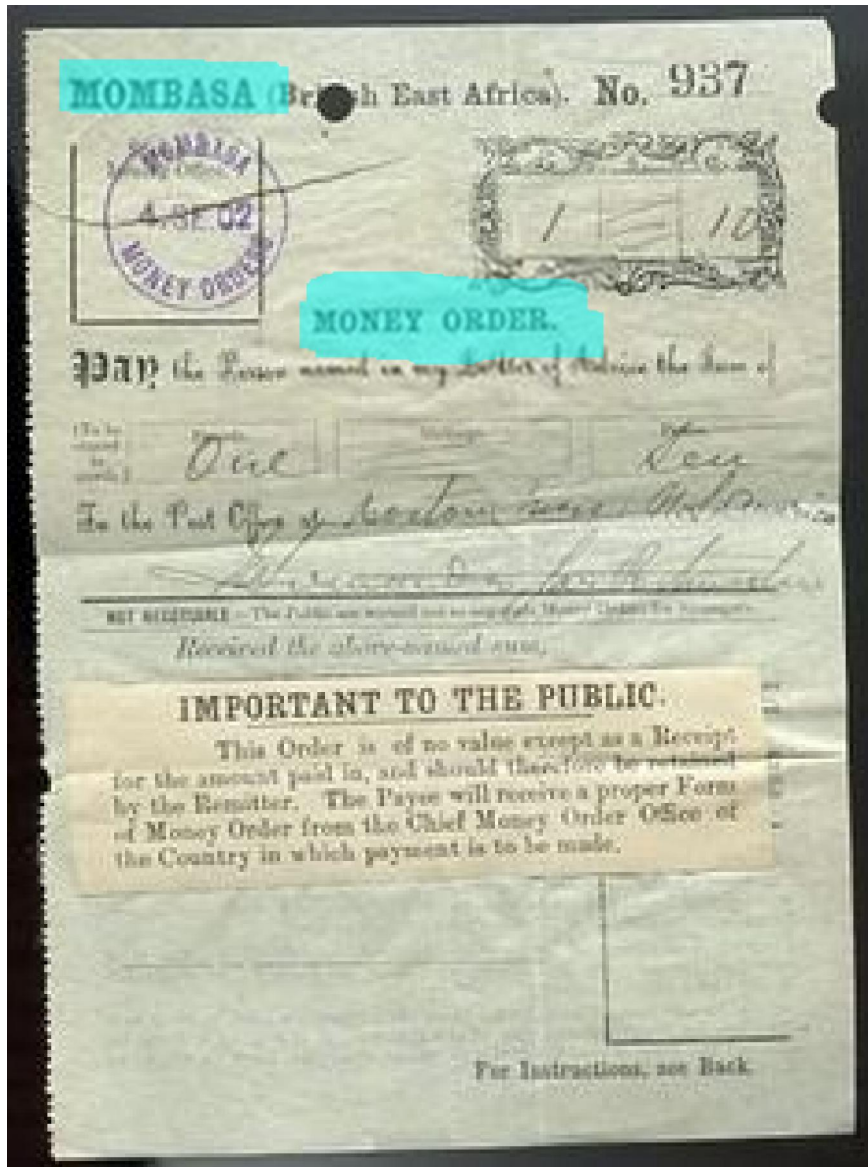 MOMBASA (British East Africa). No. 937
MOMBASA
4.SE.02
MONEY ORDERS
1 10
MONEY ORDER.
Pay the Person named in my Letter of Advice the Sum of
One Ten
To the Post Office at
NOT NEGOTIABLE
Received the above-named sum,
IMPORTANT TO THE PUBLIC.
This Order is of no value except as a Receipt
for the amount paid in, and should therefore be retained
by the Remitter. The Payee will receive a proper Form
of Money Order from the Chief Money Order Office of
the Country in which payment is to be made.
For Instructions, see Back.